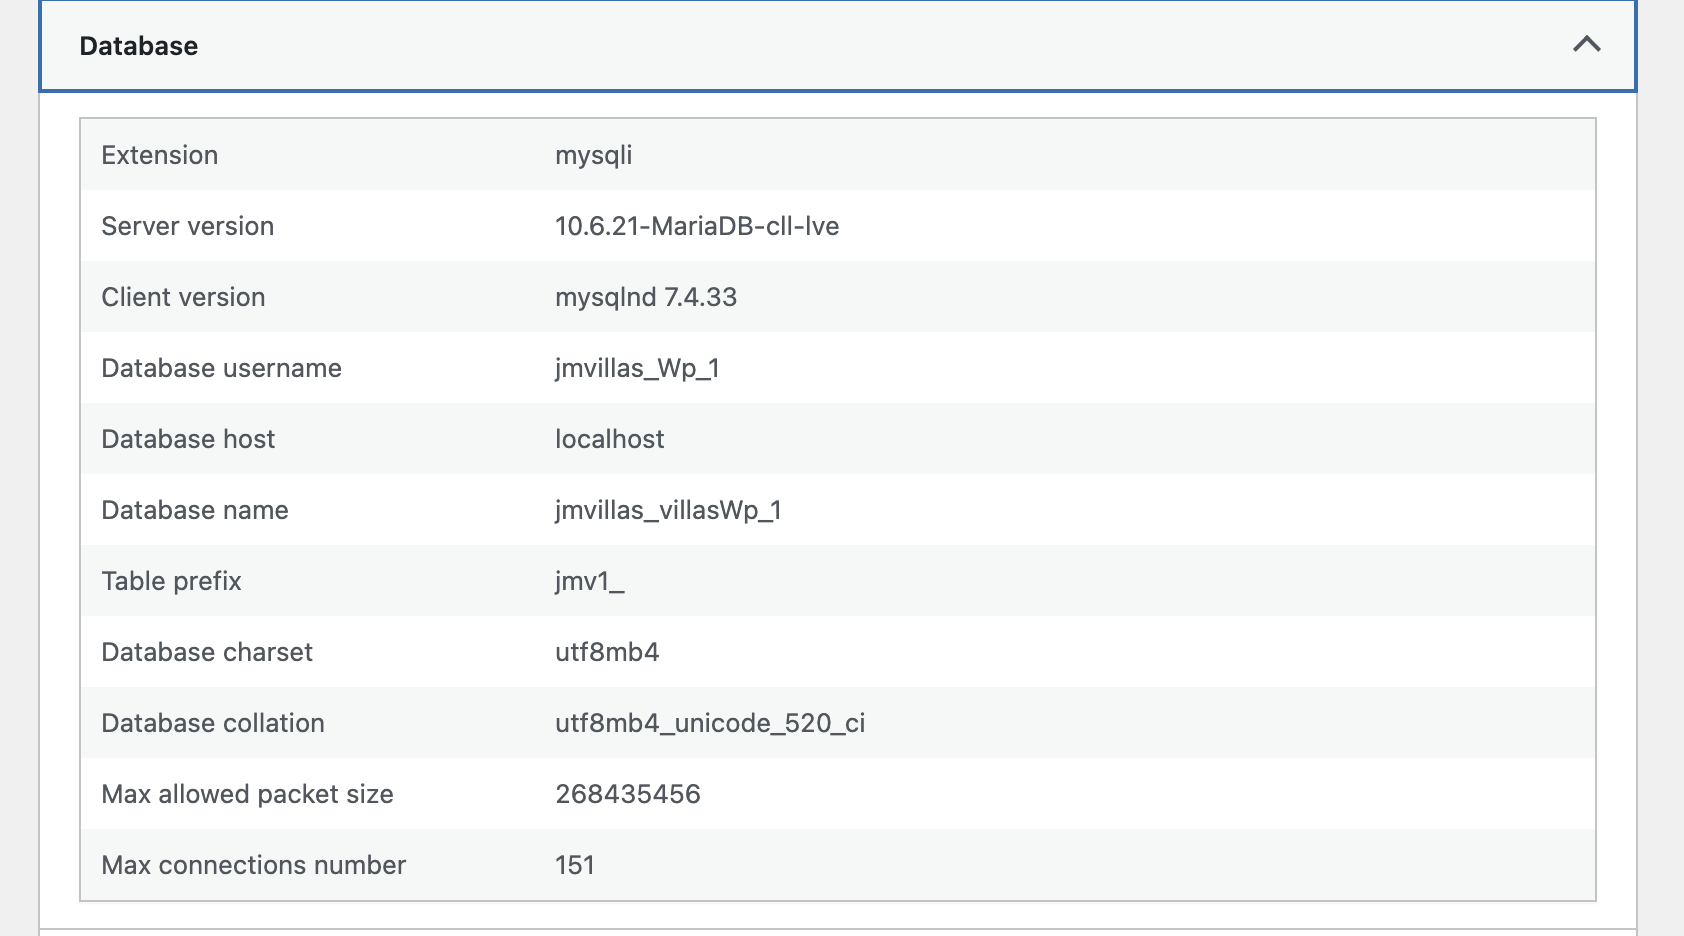 Database
Extension mysqli
Server version 10.6.21-MariaDB-cll-lve
Client version mysqlnd 7.4.33
Database username jmvillas_Wp_1
Database host localhost
Database name jmvillas_villasWp_1
Table prefix jmv1_
Database charset utf8mb4
Database collation utf8mb4_unicode_520_ci
Max allowed packet size 268435456
Max connections number 151